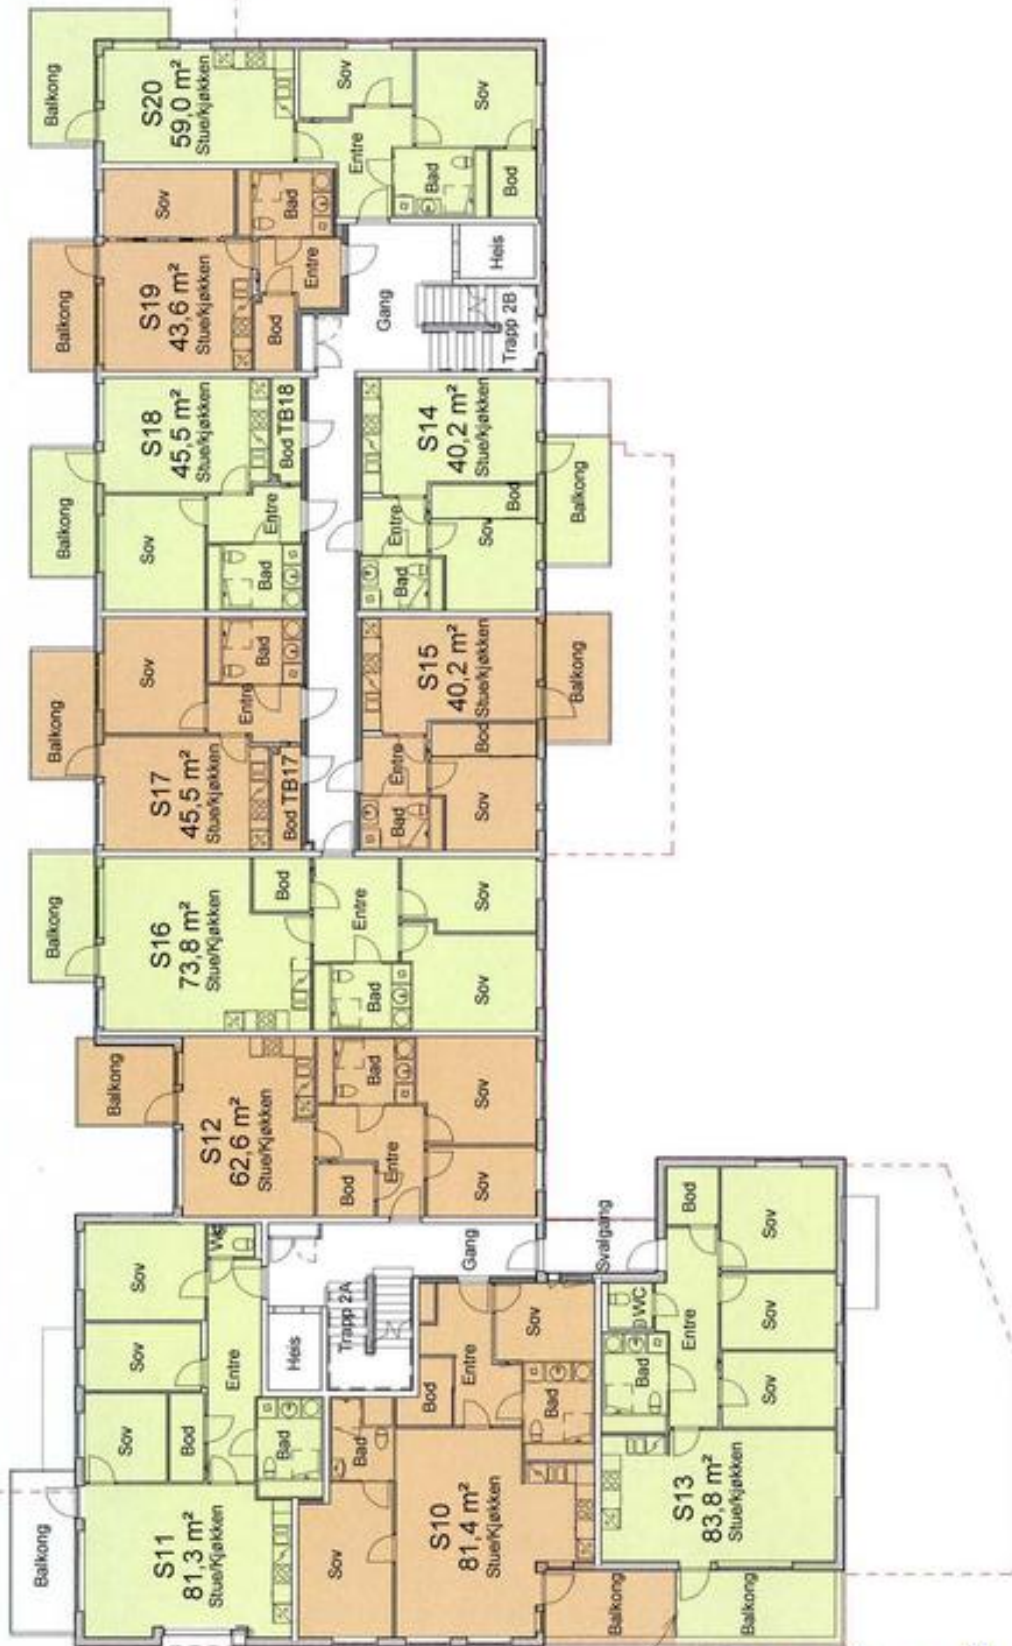 Balkong
S20
59,0 m²
Stue/kjøkken
Sov
Sov
Entre
Bad
Bod
Sov
Bad
Balkong
S19
43,6 m²
Stue/kjøkken
Entre
Bod
Gang
Heis
Trapp 2B
Balkong
S18
45,5 m²
Stue/kjøkken
Bod TB18
Sov
Entre
Bad
S14
40,2 m²
Stue/kjøkken
Entre
Bod
Sov
Bad
Balkong
Balkong
Sov
Bad
Entre
S17
45,5 m²
Stue/kjøkken
Bod TB17
S15
40,2 m²
Stue/kjøkken
Bod
Entre
Bad
Sov
Balkong
Balkong
S16
73,8 m²
Stue/Kjøkken
Bod
Entre
Sov
Sov
Bad
Balkong
S12
62,6 m²
Stue/Kjøkken
Bad
Sov
Entre
Bod
Sov
Sov
WC
Sov
Entre
Sov
Bod
Bad
Balkong
S11
81,3 m²
Stue/Kjøkken
Gang
Trapp 2A
Heis
Svalgang
Sov
Entre
Bod
Bad
Bad
Sov
S10
81,4 m²
Stue/Kjøkken
Balkong
Bod
Sov
WC
Entre
Sov
Bad
Sov
S13
83,8 m²
Stue/kjøkken
Balkong